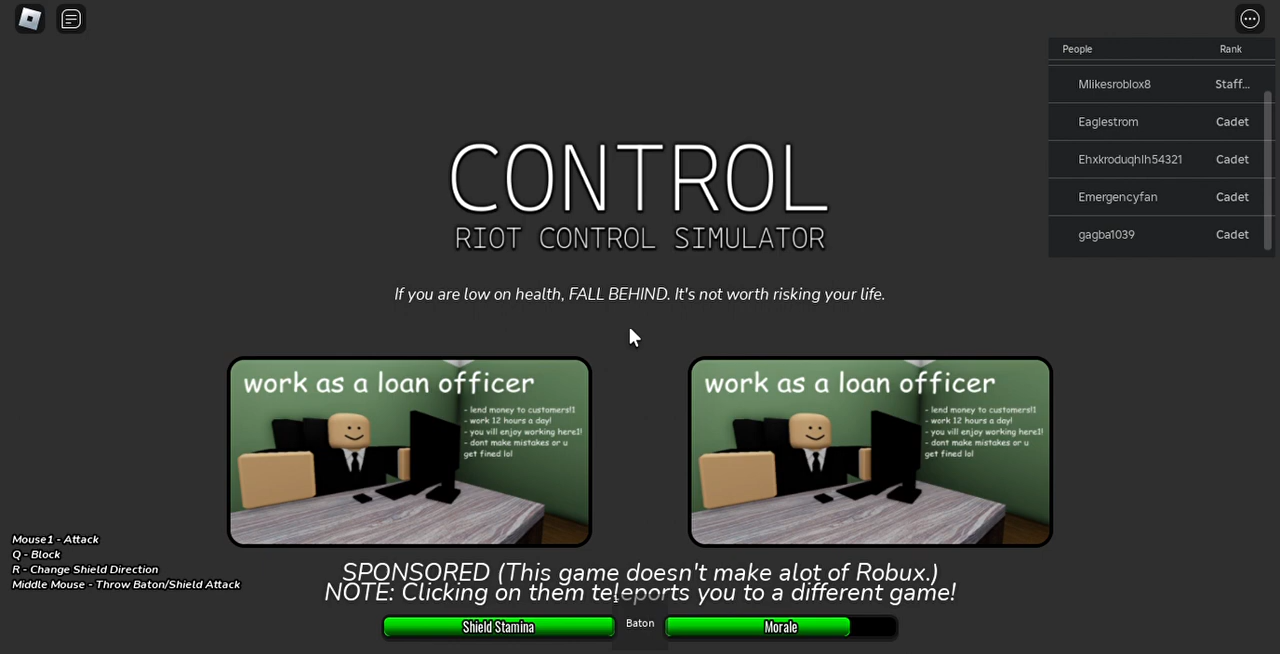 People Rank
Mlikesroblox8 Staff...
Eaglestrom Cadet
Ehxkroduqhlh54321 Cadet
Emergencyfan Cadet
gagba1039 Cadet
CONTROL
RIOT CONTROL SIMULATOR
If you are low on health, FALL BEHIND. It's not worth risking your life.
work as a loan officer
- lend money to customers!1
- work 12 hours a day!
- you vill enjoy working here1!
- dont make mistakes or u
get fined lol
work as a loan officer
- lend money to customers!1
- work 12 hours a day!
- you vill enjoy working here1!
- dont make mistakes or u
get fined lol
Mouse1 - Attack
Q - Block
R - Change Shield Direction
Middle Mouse - Throw Baton/Shield Attack
SPONSORED (This game doesn't make alot of Robux.)
NOTE: Clicking on them teleports you to a different game!
1
Shield Stamina
Baton
Morale